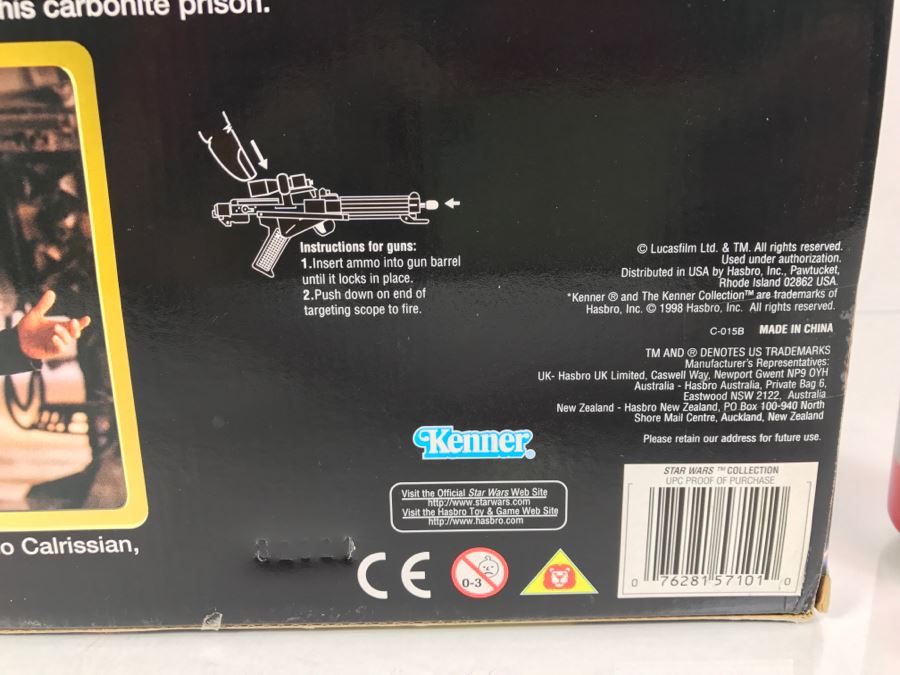 his carbonite prison.
Instructions for guns:
1.Insert ammo into gun barrel
until it locks in place.
2.Push down on end of
targeting scope to fire.
© Lucasfilm Ltd. & TM. All rights reserved.
Used under authorization.
Distributed in USA by Hasbro, Inc., Pawtucket,
Rhode Island 02862 USA.
*Kenner ® and The Kenner Collection™ are trademarks of
Hasbro, Inc. © 1998 Hasbro, Inc. All rights reserved.
C-015B MADE IN CHINA
TM AND ® DENOTES US TRADEMARKS
Manufacturer's Representatives:
UK- Hasbro UK Limited, Caswell Way, Newport Gwent NP9 0YH
Australia - Hasbro Australia, Private Bag 6,
Eastwood NSW 2122, Australia
New Zealand - Hasbro New Zealand, PO Box 100-940 North
Shore Mail Centre, Auckland, New Zealand
Please retain our address for future use.
Kenner®
Visit the Official Star Wars Web Site
http://www.starwars.com
Visit the Hasbro Toy & Game Web Site
http://www.hasbro.com
o Calrissian,
CE
0-3
STAR WARS ™ COLLECTION
UPC PROOF OF PURCHASE
0 76281 57101 0